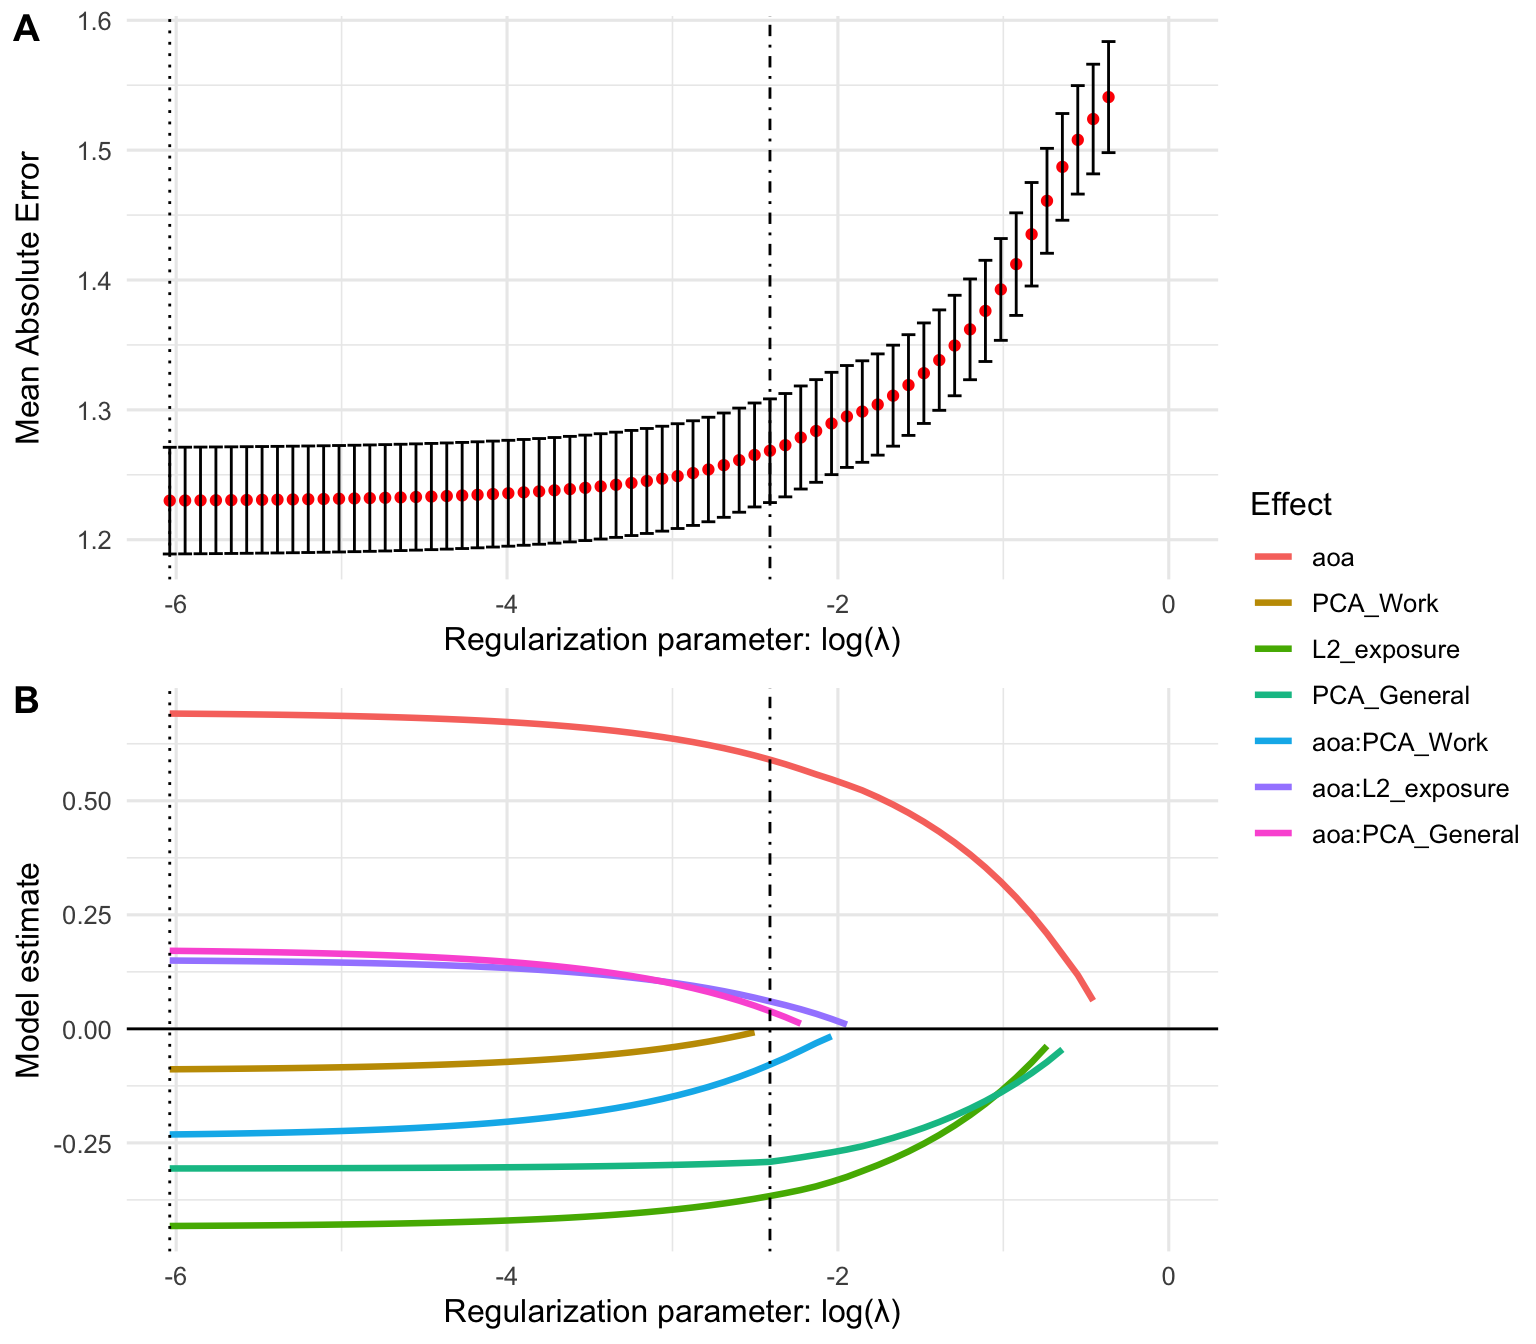 A
1.6
1.5
1.4
1.3
1.2
Mean Absolute Error
-6 -4 -2 0
Regularization parameter: log(λ)
Effect
aoa
PCA_Work
L2_exposure
PCA_General
aoa:PCA_Work
aoa:L2_exposure
aoa:PCA_General
B
0.50
0.25
0.00
-0.25
Model estimate
-6 -4 -2 0
Regularization parameter: log(λ)